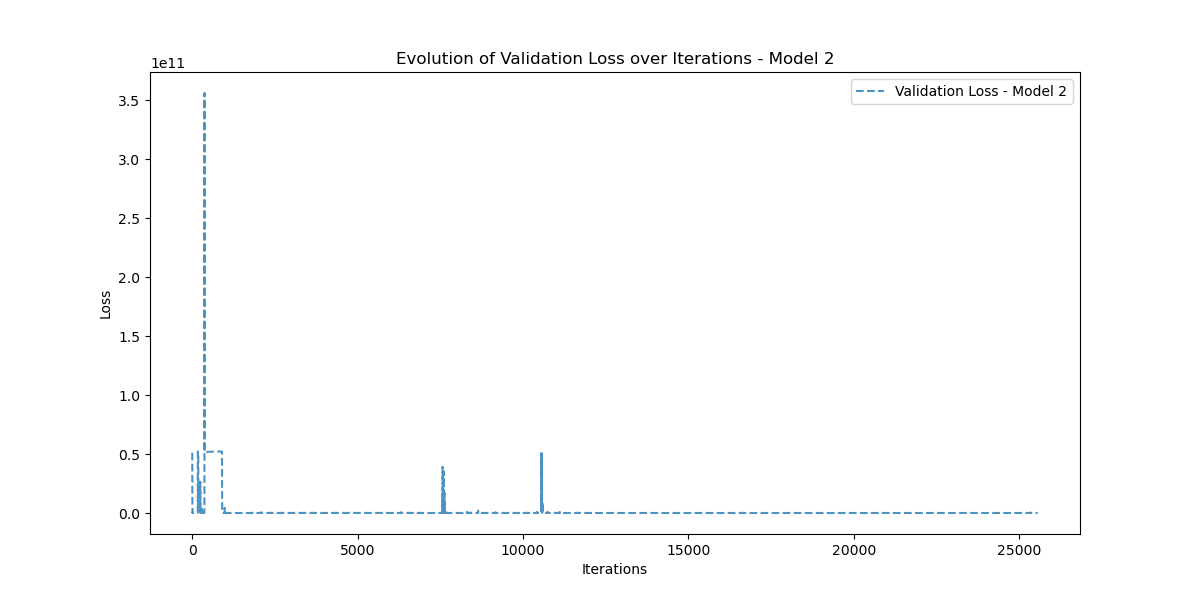 Evolution of Validation Loss over Iterations - Model 2
1e11
Validation Loss - Model 2
3.5
3.0
2.5
2.0
1.5
1.0
0.5
0.0
Loss
0 5000 10000 15000 20000 25000
Iterations